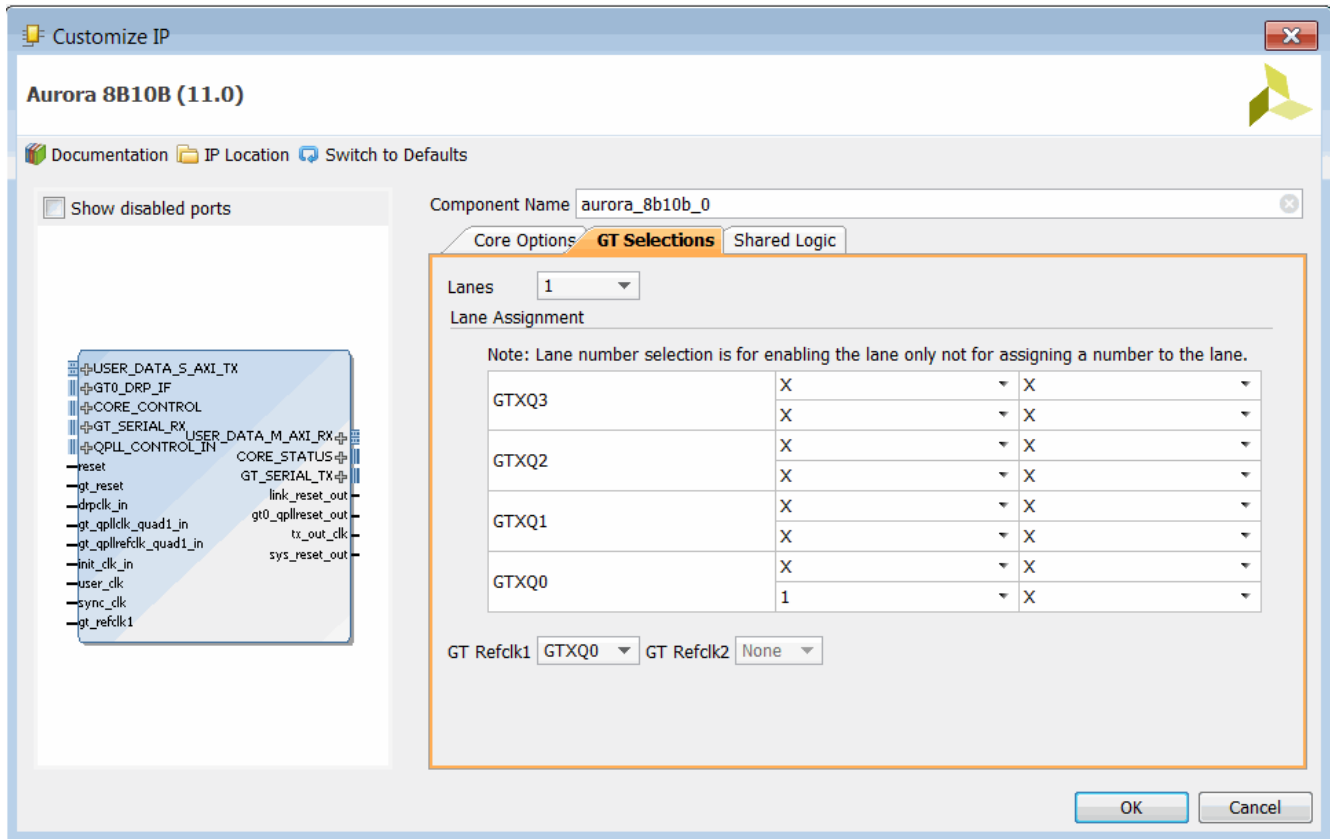 Customize IP
Aurora 8B10B (11.0)
Documentation IP Location Switch to Defaults
Show disabled ports
USER_DATA_S_AXI_TX
GT0_DRP_IF
CORE_CONTROL
GT_SERIAL_RX
QPLL_CONTROL_IN
reset
gt_reset
drpclk_in
gt_qpllclk_quad1_in
gt_qpllrefclk_quad1_in
init_clk_in
user_clk
sync_clk
gt_refclk1
USER_DATA_M_AXI_RX
CORE_STATUS
GT_SERIAL_TX
link_reset_out
gt0_qpllreset_out
tx_out_clk
sys_reset_out
Component Name aurora_8b10b_0
Core Options GT Selections Shared Logic
Lanes 1
Lane Assignment
Note: Lane number selection is for enabling the lane only not for assigning a number to the lane.
GTXQ3
X X
X X
GTXQ2
X X
X X
GTXQ1
X X
X X
GTXQ0
X X
1 X
GT Refclk1 GTXQ0 GT Refclk2 None
OK Cancel